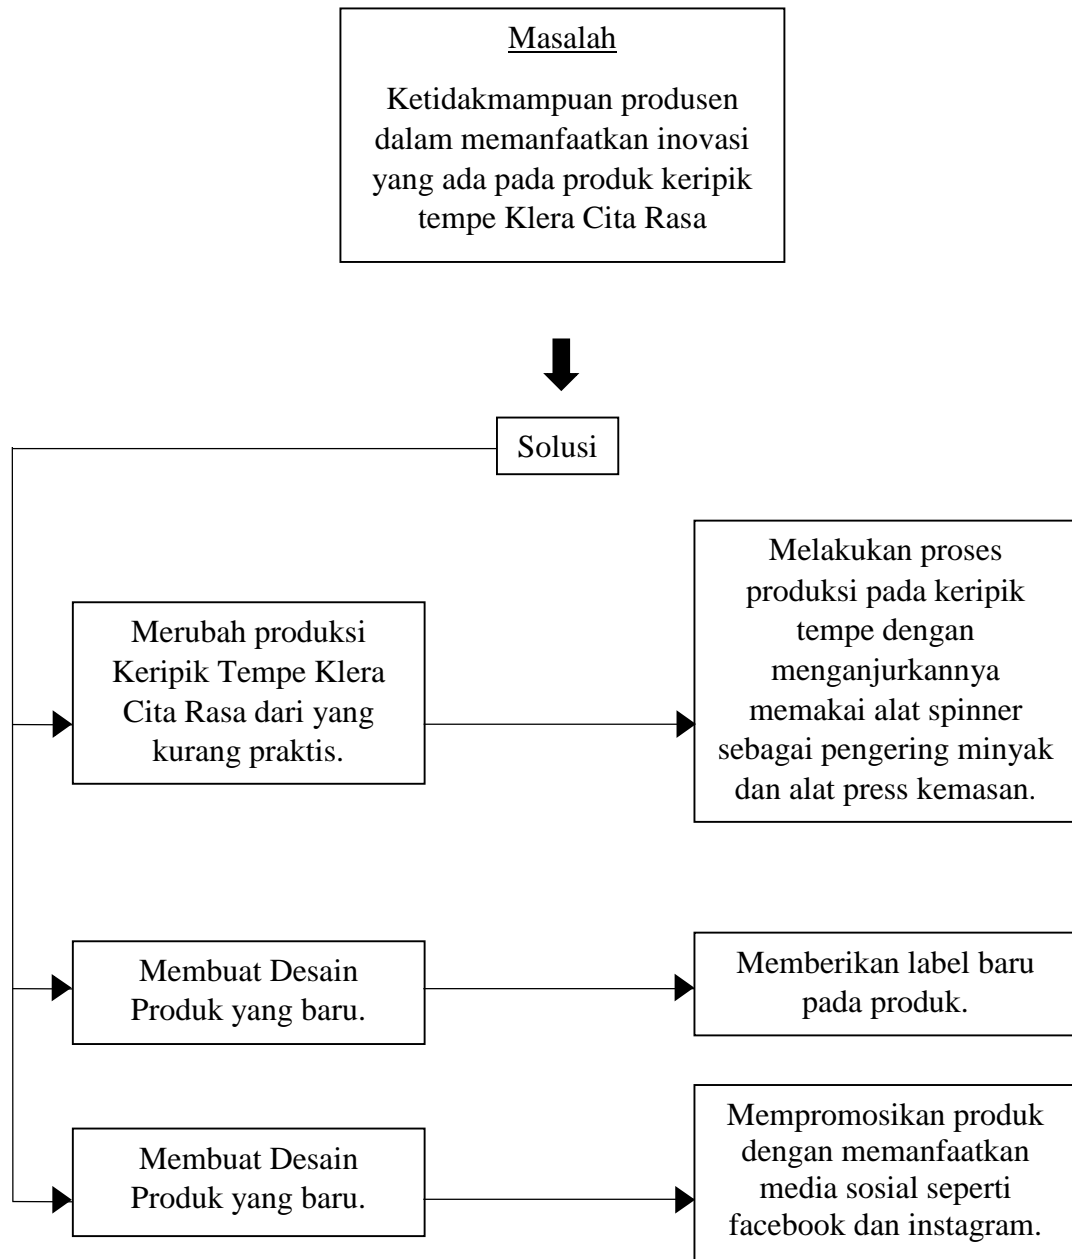 Masalah
Ketidakmampuan produsen
dalam memanfaatkan inovasi
yang ada pada produk keripik
tempe Klera Cita Rasa
Solusi
Merubah produksi
Keripik Tempe Klera
Cita Rasa dari yang
kurang praktis.
Melakukan proses
produksi pada keripik
tempe dengan
menganjurkannya
memakai alat spinner
sebagai pengering minyak
dan alat press kemasan.
Membuat Desain
Produk yang baru.
Memberikan label baru
pada produk.
Membuat Desain
Produk yang baru.
Mempromosikan produk
dengan memanfaatkan
media sosial seperti
facebook dan instagram.